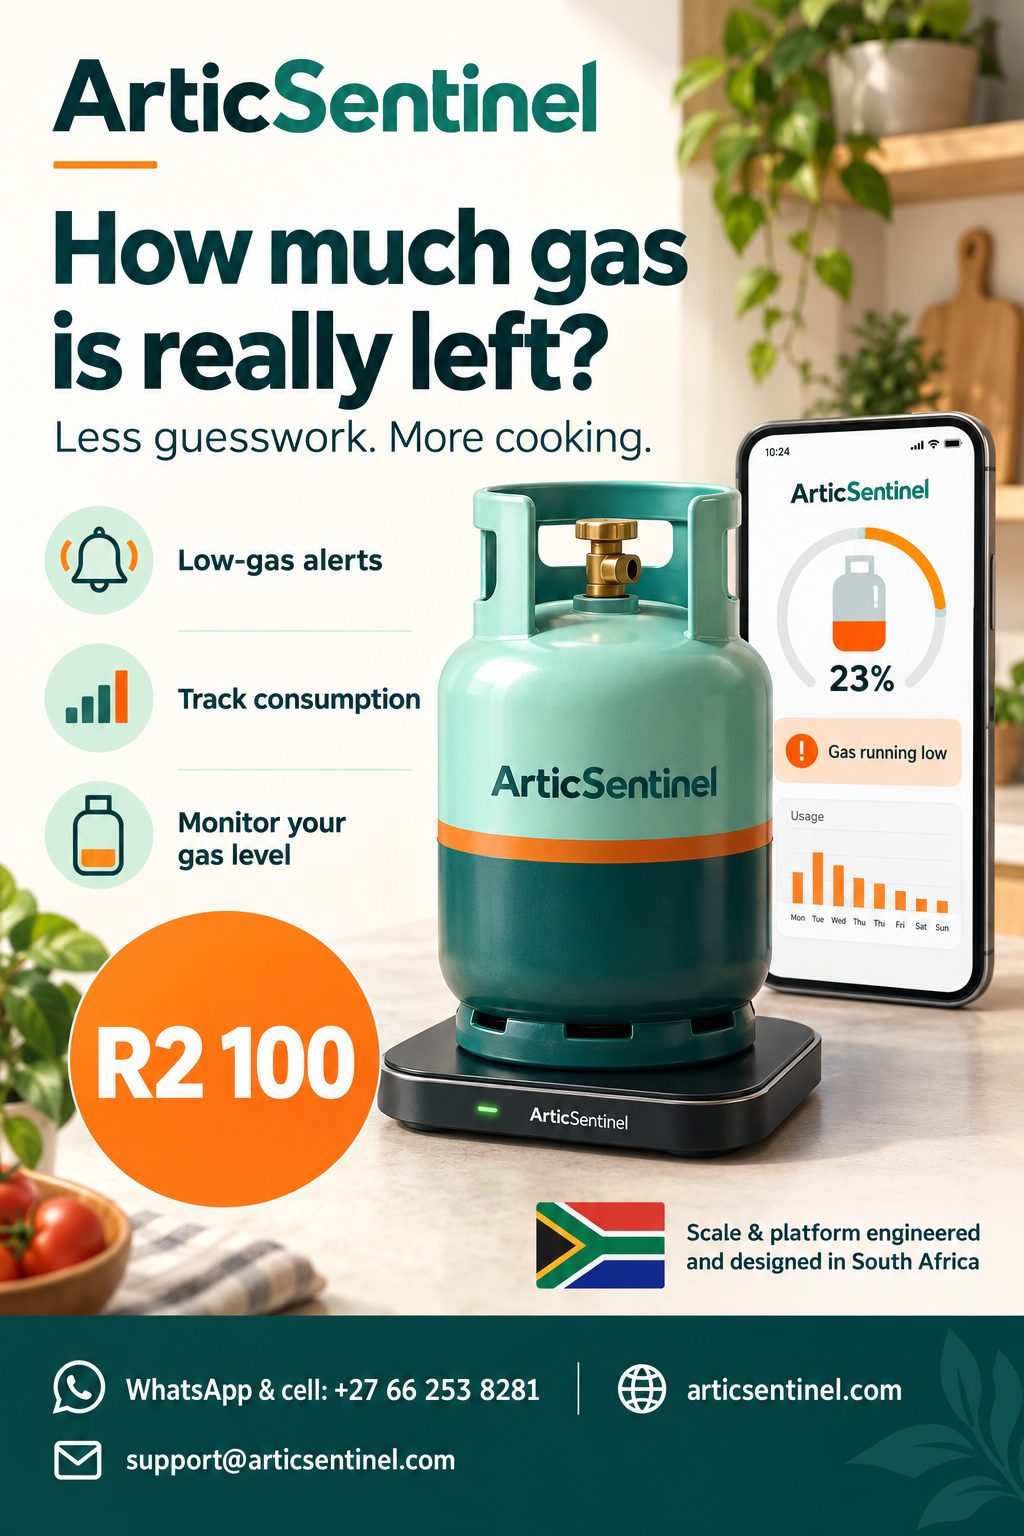 ArticSentinel
How much gas
is really left?
Less guesswork. More cooking.
Low-gas alerts
Track consumption
Monitor your
gas level
R2 100
10:24
ArticSentinel
23%
Gas running low
Usage
Mon Tue Wed Thu Thi Fri Sat Sun
ArticSentinel
ArticSentinel
Scale & platform engineered
and designed in South Africa
WhatsApp & cell: +27 66 253 8281
articsentinel.com
support@articsentinel.com